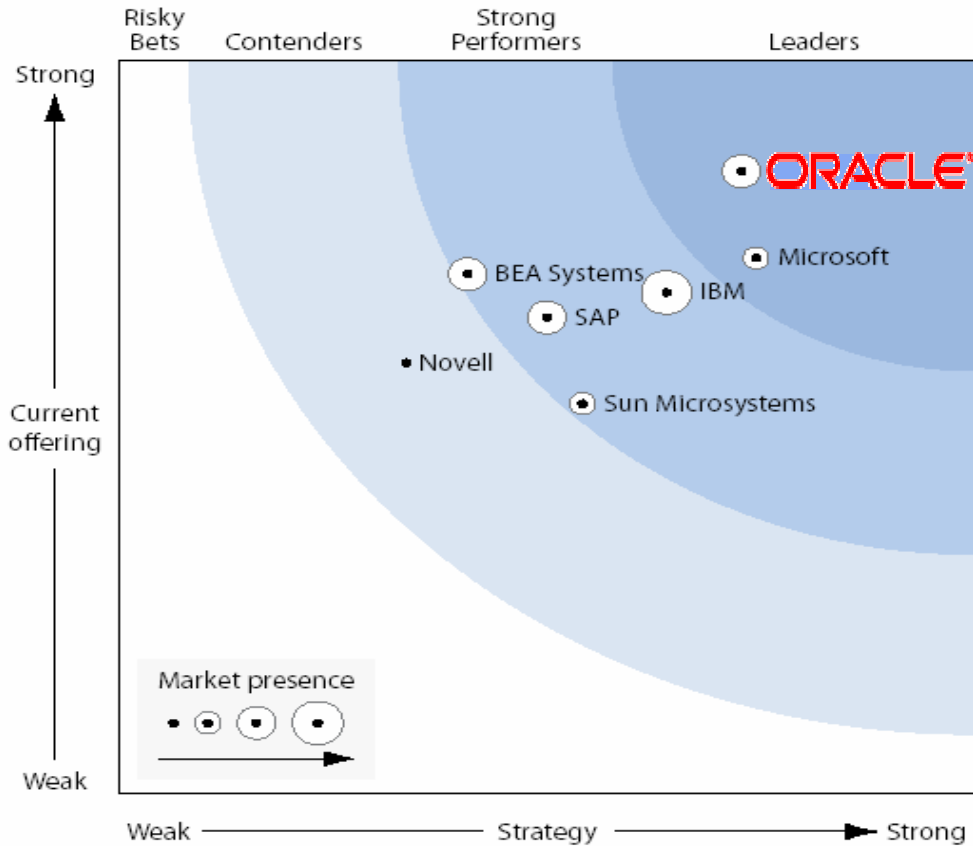 Risky
Bets
Contenders
Strong
Performers
Leaders
Strong
ORACLE
Microsoft
BEA Systems
IBM
SAP
Novell
Sun Microsystems
Current
offering
Market presence
Weak
Weak
Strategy
Strong